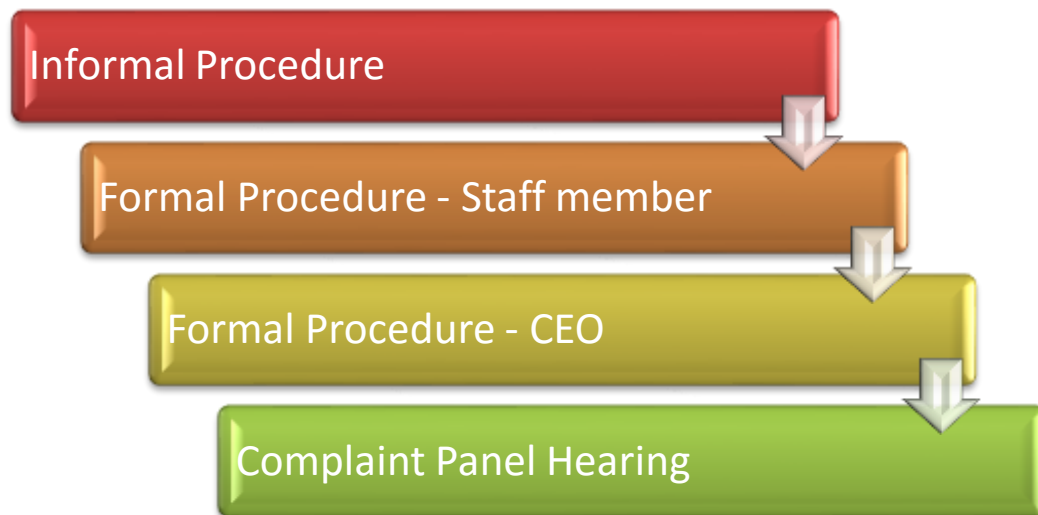 Informal Procedure
Formal Procedure - Staff member
Formal Procedure - CEO
Complaint Panel Hearing